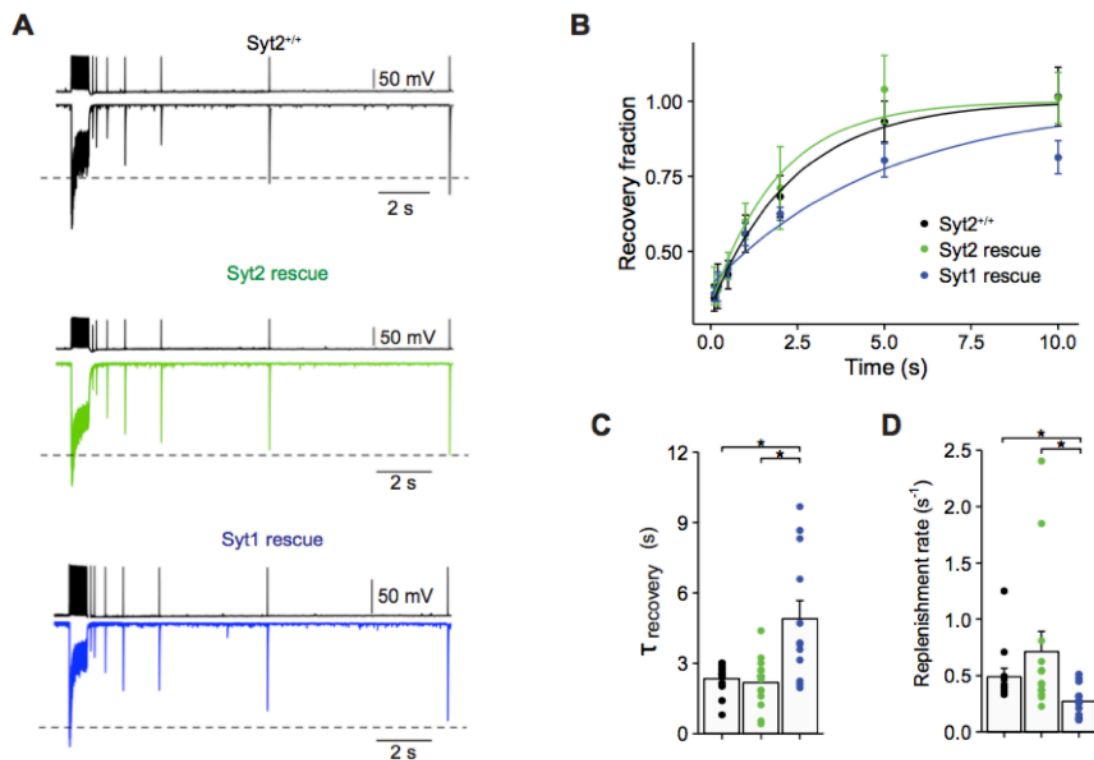 A
Syt2+/+
50 mV
2 s
Syt2 rescue
50 mV
2 s
Syt1 rescue
50 mV
2 s
B
Recovery fraction
1.00
0.75
0.50
Syt2+/+
Syt2 rescue
Syt1 rescue
0.0 2.5 5.0 7.5 10.0
Time (s)
C
τ recovery (s)
12
9
6
3
0
* 
*
D
Replenishment rate (s-1)
2.5
2.0
1.5
1.0
0.5
0.0
*
*